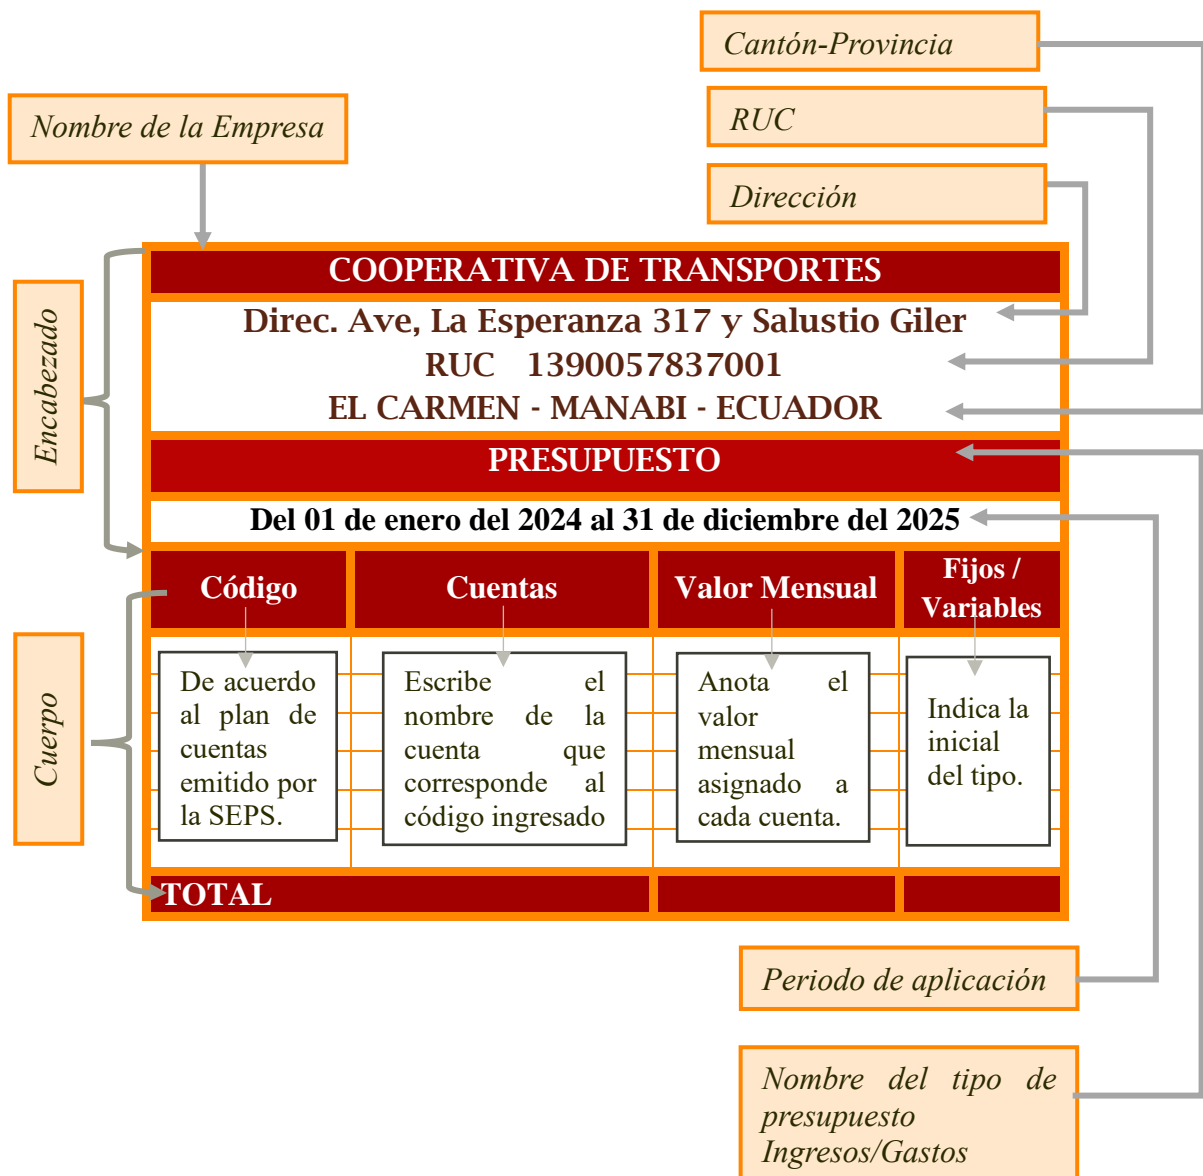 Cantón-Provincia
Nombre de la Empresa
RUC
Dirección
Encabezado
COOPERATIVA DE TRANSPORTES
Direc. Ave, La Esperanza 317 y Salustio Giler
RUC 1390057837001
EL CARMEN - MANABI - ECUADOR
PRESUPUESTO
Del 01 de enero del 2024 al 31 de diciembre del 2025
Cuerpo
Código
Cuentas
Valor Mensual
Fijos /
Variables
De acuerdo
al plan de
cuentas
emitido por
la SEPS.
Escribe el
nombre de la
cuenta que
corresponde al
código ingresado
Anota el
valor
mensual
asignado a
cada cuenta.
Indica la
inicial
del tipo.
TOTAL
Periodo de aplicación
Nombre del tipo de
presupuesto
Ingresos/Gastos